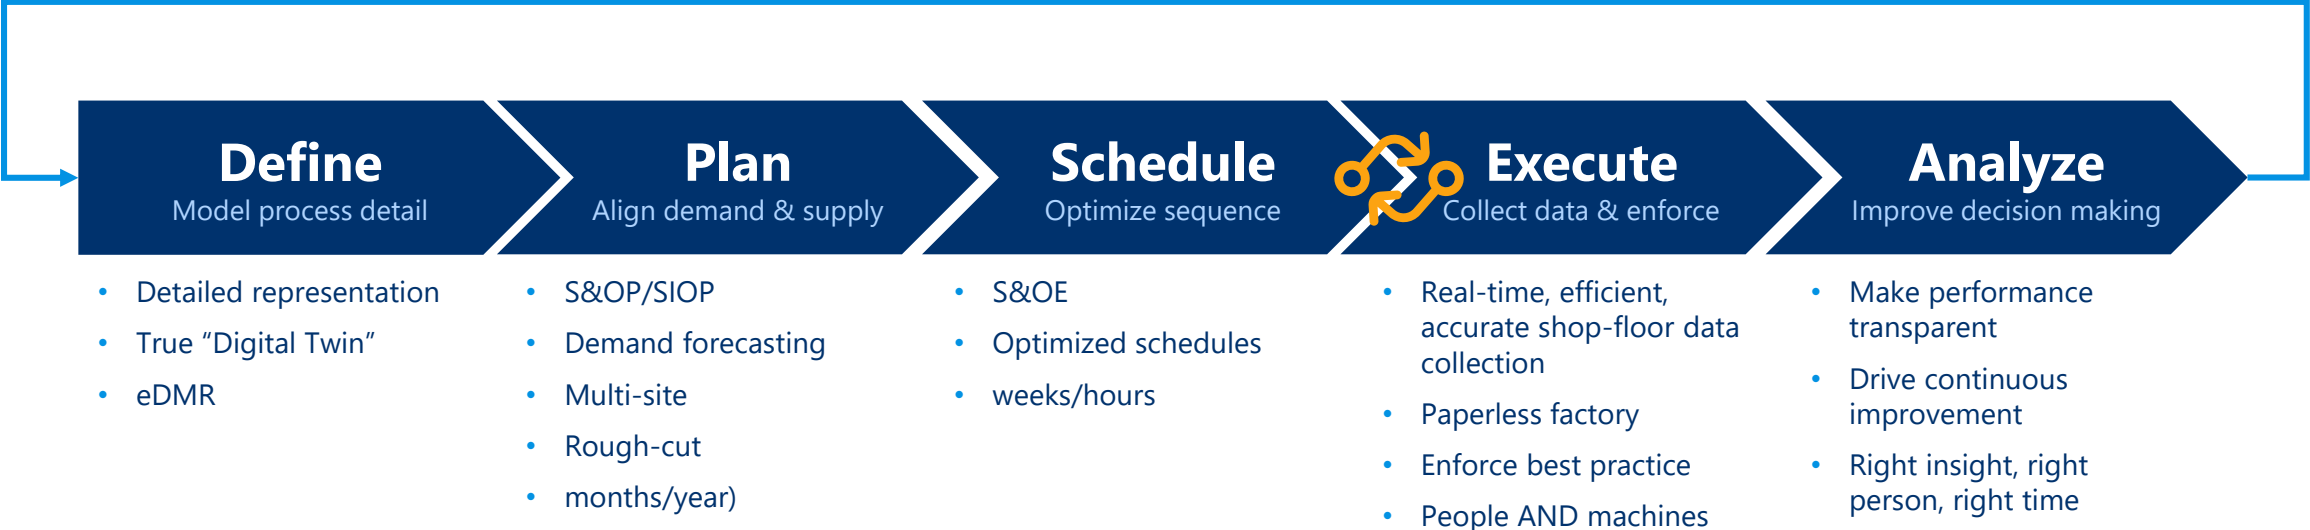 Define
Model process detail
• Detailed representation
• True “Digital Twin”
• eDMR
Plan
Align demand & supply
• S&OP/SIOP
• Demand forecasting
• Multi-site
• Rough-cut
• months/year)
Schedule
Optimize sequence
• S&OE
• Optimized schedules
• weeks/hours
Execute
Collect data & enforce
• Real-time, efficient,
accurate shop-floor data
collection
• Paperless factory
• Enforce best practice
• People AND machines
Analyze
Improve decision making
• Make performance
transparent
• Drive continuous
improvement
• Right insight, right
person, right time